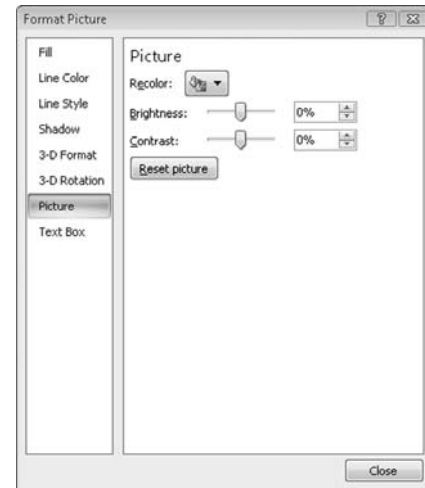 Format Picture
Fill
Line Color
Line Style
Shadow
3-D Format
3-D Rotation
Picture
Text Box
Picture
Recolor:
Brightness: 0%
Contrast: 0%
Reset picture
Close